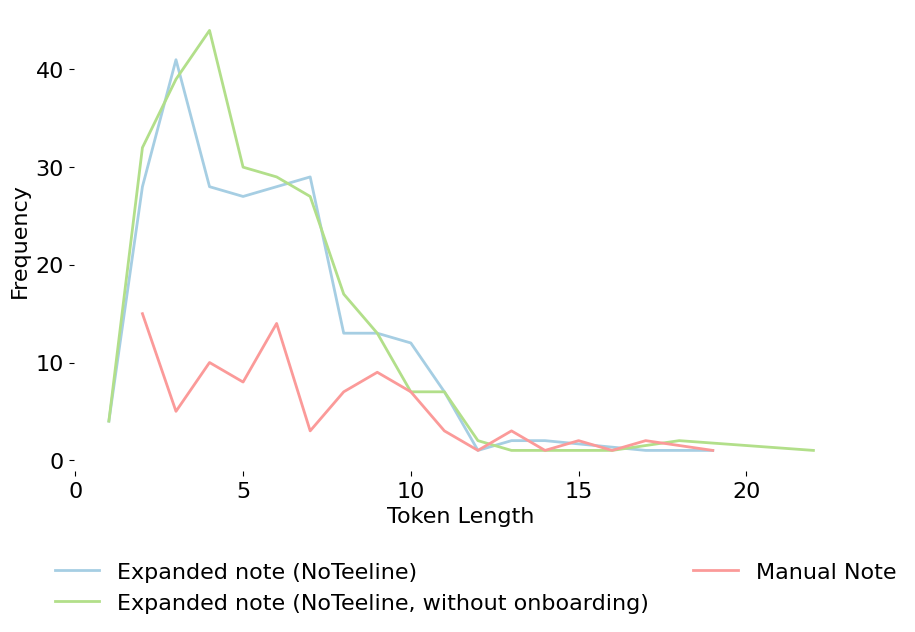 40
30
20
10
0
Frequency
0 5 10 15 20
Token Length
Expanded note (NoTeeline)
Expanded note (NoTeeline, without onboarding)
Manual Note